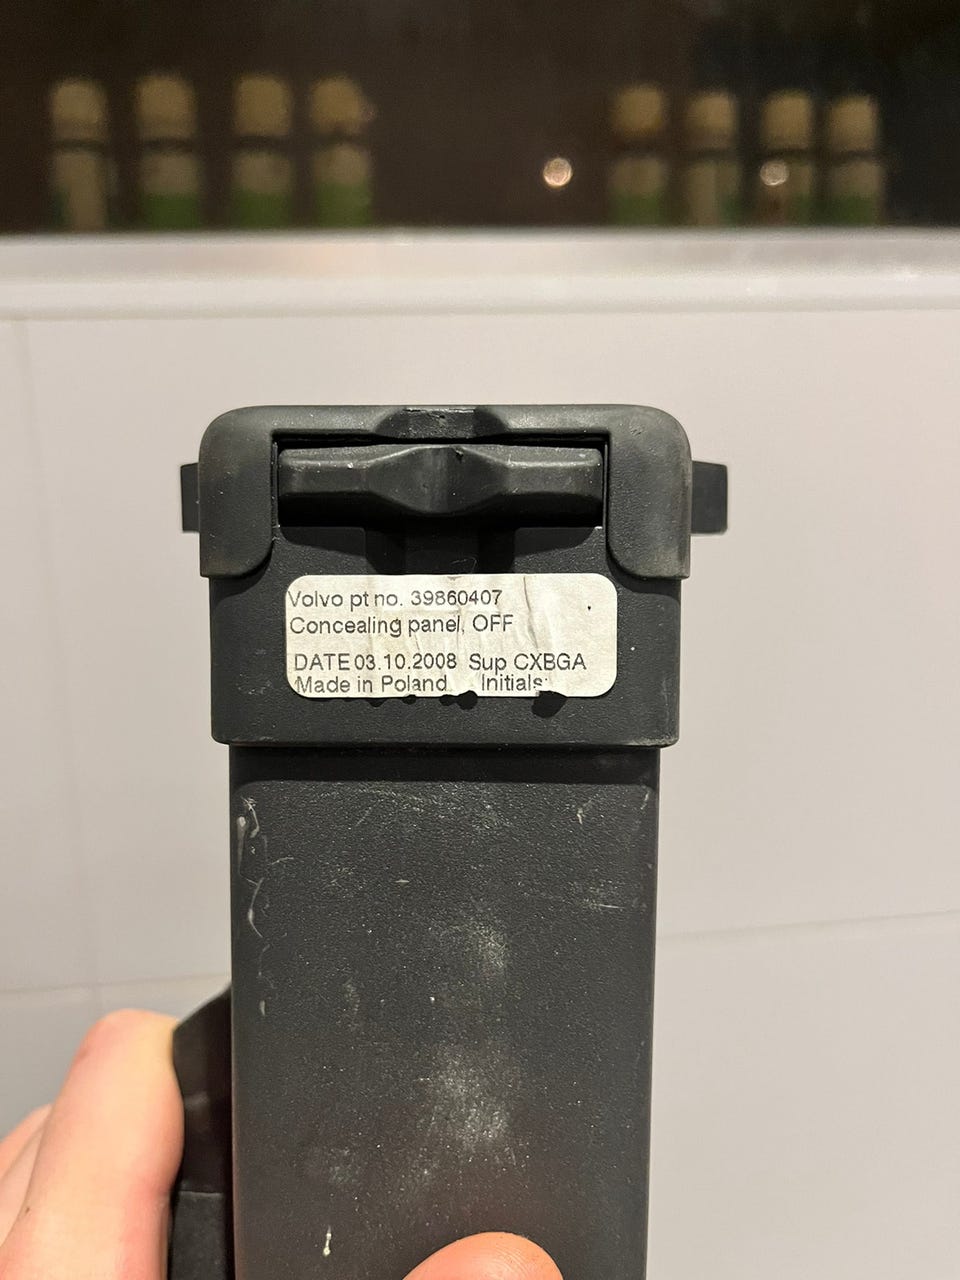 Volvo pt no. 39860407
Concealing panel, OFF
DATE 03.10.2008 Sup CXBGA
Made in Poland Initials: